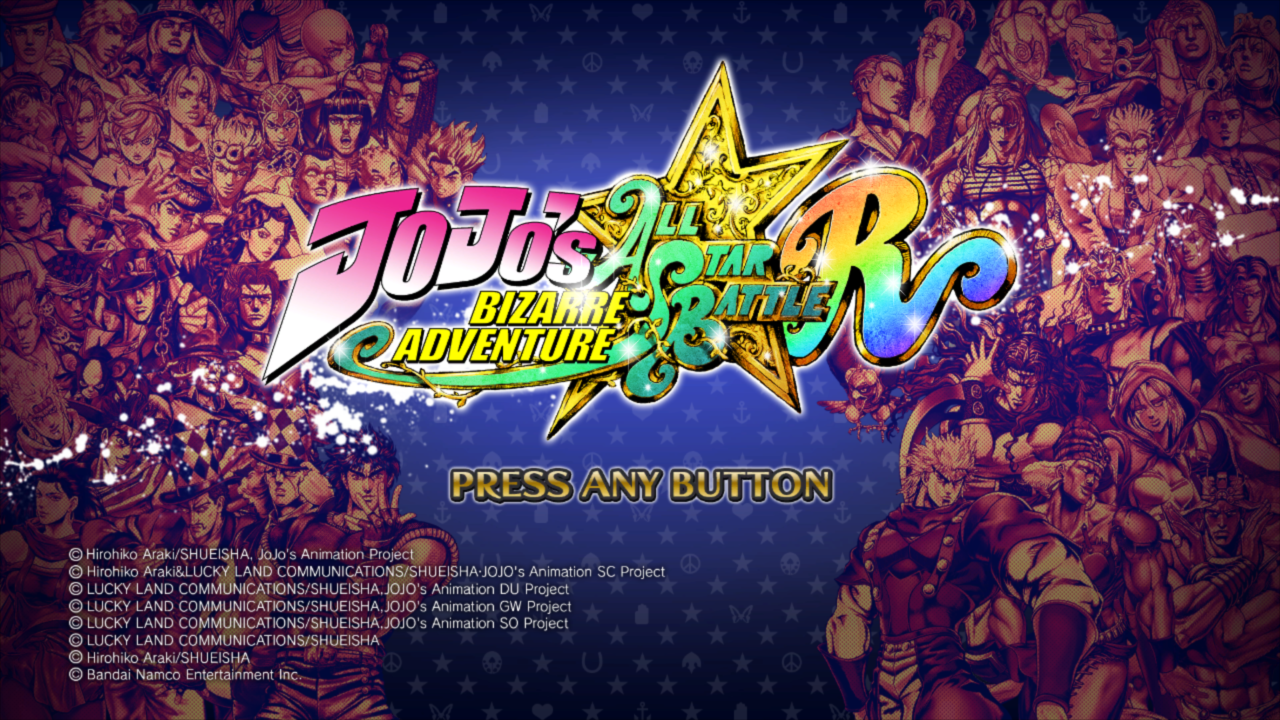 JOJO'S
BIZARRE
ADVENTURE
ALL
STAR
BATTLE R
PRESS ANY BUTTON
© Hirohiko Araki/SHUEISHA, JoJo's Animation Project
© Hirohiko Araki&LUCKY LAND COMMUNICATIONS/SHUEISHA·JOJO's Animation SC Project
© LUCKY LAND COMMUNICATIONS/SHUEISHA,JOJO's Animation DU Project
© LUCKY LAND COMMUNICATIONS/SHUEISHA,JOJO's Animation GW Project
© LUCKY LAND COMMUNICATIONS/SHUEISHA,JOJO's Animation SO Project
© LUCKY LAND COMMUNICATIONS/SHUEISHA
© Hirohiko Araki/SHUEISHA
© Bandai Namco Entertainment Inc.